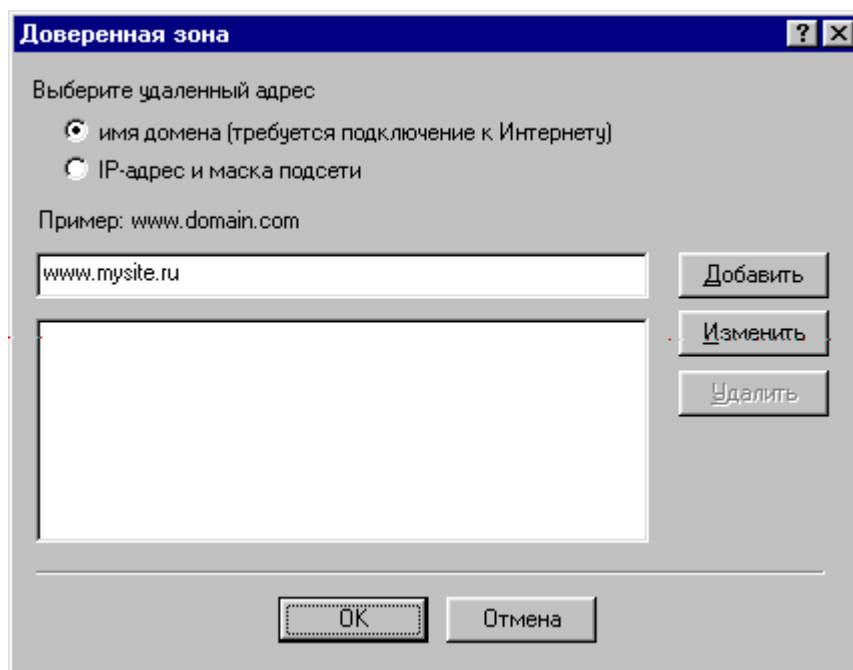 Доверенная зона
Выберите удаленный адрес
имя домена (требуется подключение к Интернету)
IP-адрес и маска подсети
Пример: www.domain.com
www.mysite.ru
Добавить
Изменить
Удалить
OK
Отмена